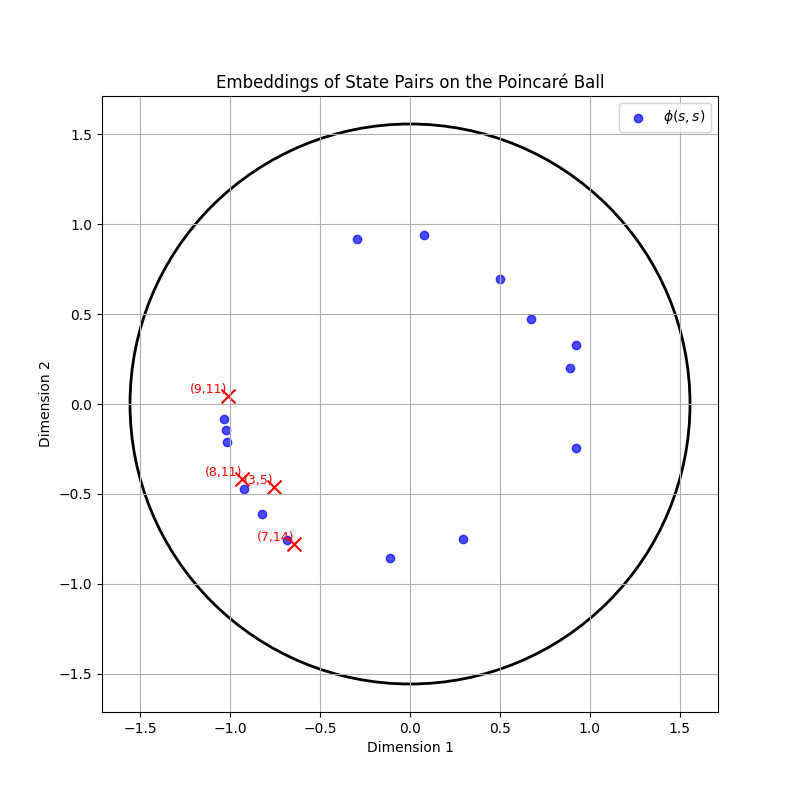 Embeddings of State Pairs on the Poincaré Ball
ϕ(s, s)
1.5
1.0
0.5
0.0
−0.5
−1.0
−1.5
Dimension 2
(9,11)
(8,11)
(3,5)
(7,14)
−1.5 −1.0 −0.5 0.0 0.5 1.0 1.5
Dimension 1